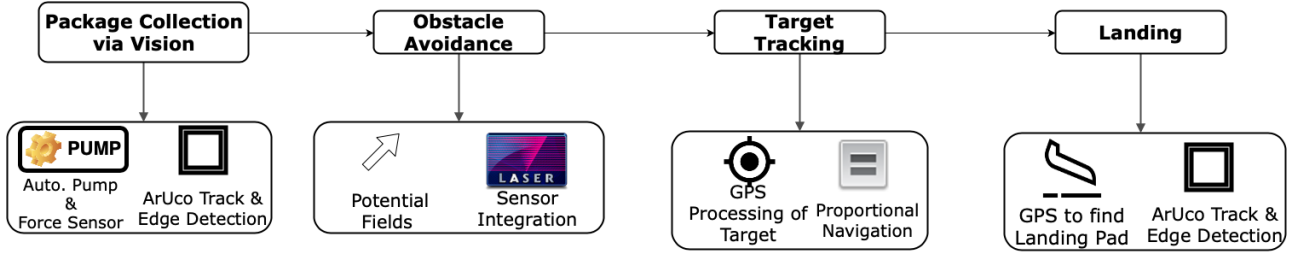 Package Collection
via Vision
Obstacle
Avoidance
Target
Tracking
Landing
PUMP
Auto. Pump
&
Force Sensor
ArUco Track &
Edge Detection
Potential
Fields
LASER
Sensor
Integration
GPS
Processing of
Target
Proportional
Navigation
GPS to find
Landing Pad
ArUco Track &
Edge Detection